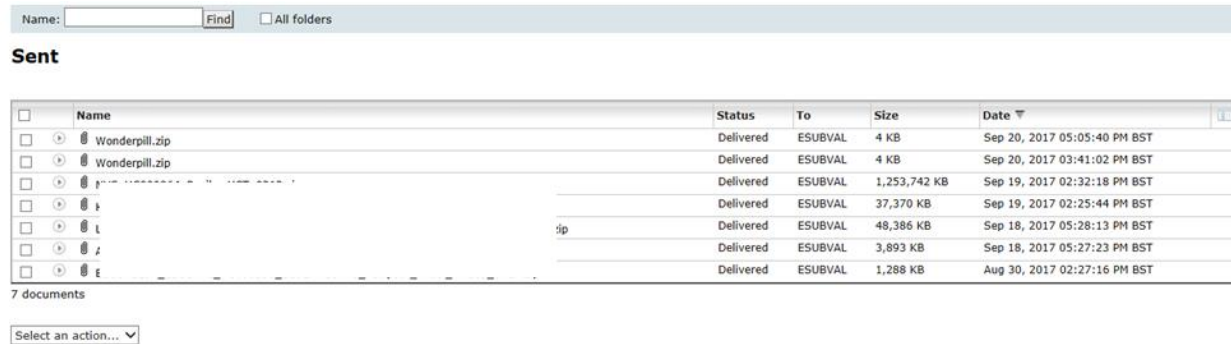 Name: Find All folders
Sent
Name Status To Size Date
Wonderpill.zip Delivered ESUBVAL 4 KB Sep 20, 2017 05:05:40 PM BST
Wonderpill.zip Delivered ESUBVAL 4 KB Sep 20, 2017 03:41:02 PM BST
Delivered ESUBVAL 1,253,742 KB Sep 19, 2017 02:32:18 PM BST
Delivered ESUBVAL 37,370 KB Sep 19, 2017 02:25:44 PM BST
zip Delivered ESUBVAL 48,386 KB Sep 18, 2017 05:28:13 PM BST
Delivered ESUBVAL 3,893 KB Sep 18, 2017 05:27:23 PM BST
Delivered ESUBVAL 1,288 KB Aug 30, 2017 02:27:16 PM BST
7 documents
Select an action...